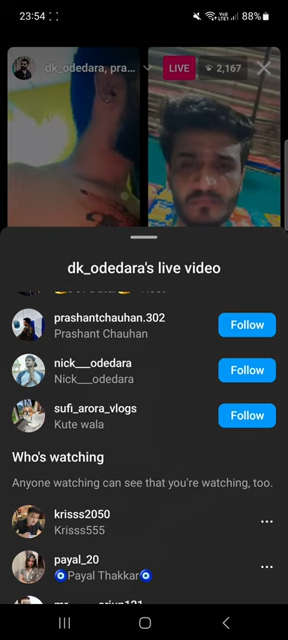 23:54
88%
dk_odedara, pra...
LIVE
2,167
dk_odedara's live video
prashantchauhan.302
Prashant Chauhan
Follow
nick___odedara
Nick___odedara
Follow
sufi_arora_vlogs
Kute wala
Follow
Who's watching
Anyone watching can see that you're watching, too.
krisss2050
Krisss555
payal_20
🧿Payal Thakkar🧿